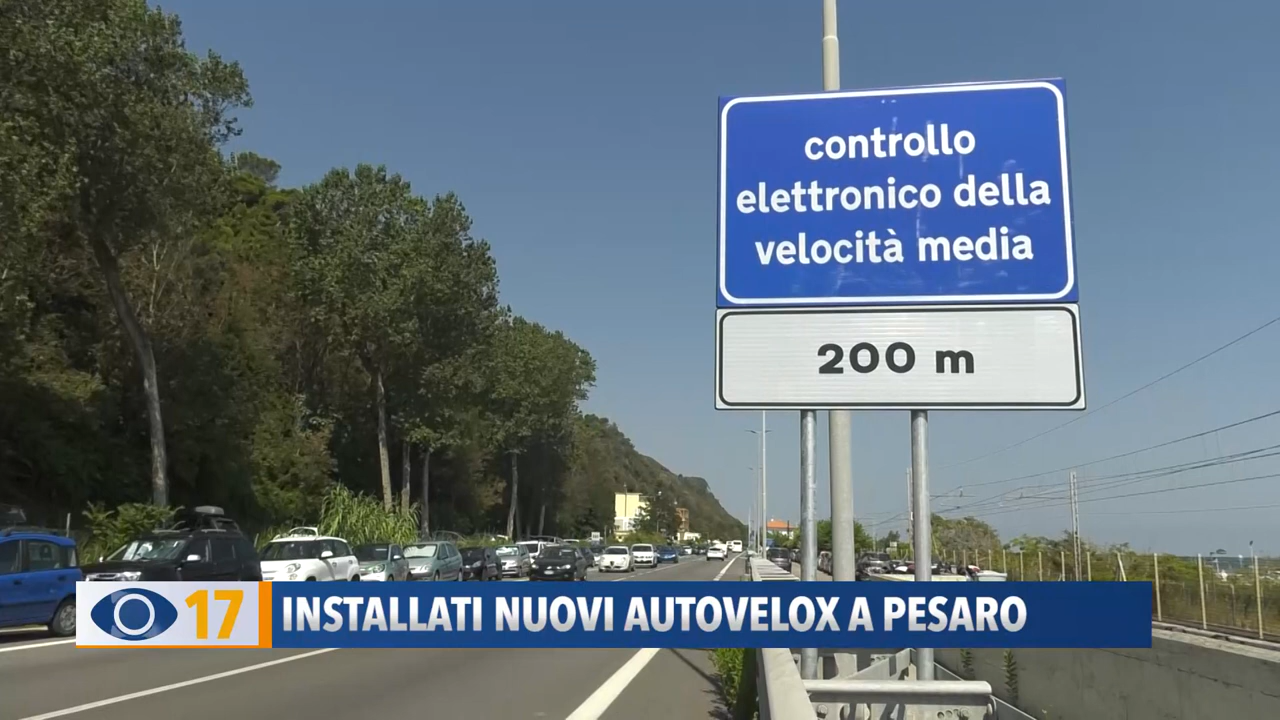 controllo
elettronico della
velocità media
200 m
17 INSTALLATI NUOVI AUTOVELOX A PESARO